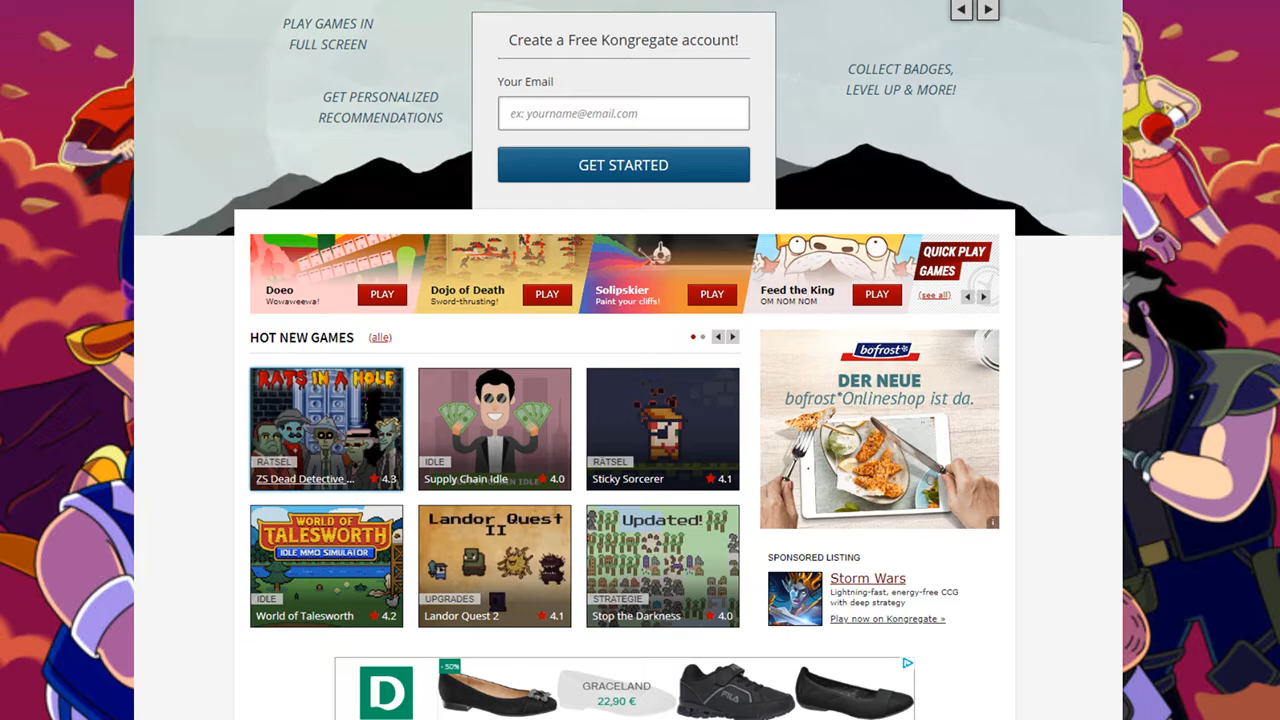 PLAY GAMES IN
FULL SCREEN
GET PERSONALIZED
RECOMMENDATIONS
Create a Free Kongregate account!
Your Email
ex: yourname@email.com
GET STARTED
COLLECT BADGES,
LEVEL UP & MORE!
Doeo
Wowaweewa!
PLAY
Dojo of Death
Sword-thrusting!
PLAY
Solipskier
Paint your cliffs!
PLAY
Feed the King
OM NOM NOM
PLAY
QUICK PLAY
GAMES
(see all)
HOT NEW GAMES (alle)
RATS IN A HOLE
RÄTSEL
ZS Dead Detective ... 4.3
IDLE
Supply Chain Idle 4.0
RÄTSEL
Sticky Sorcerer 4.1
WORLD OF
TALESWORTH
IDLE MMO SIMULATOR
IDLE
World of Talesworth 4.2
Landor Quest
II
UPGRADES
Landor Quest 2 4.1
Updated!
STRATEGIE
Stop the Darkness 4.0
bofrost*
DER NEUE
bofrost*Onlineshop ist da.
SPONSORED LISTING
Storm Wars
Lightning-fast, energy-free CCG
with deep strategy
Play now on Kongregate »
D
- 50%
GRACELAND
22,90 €
FILA